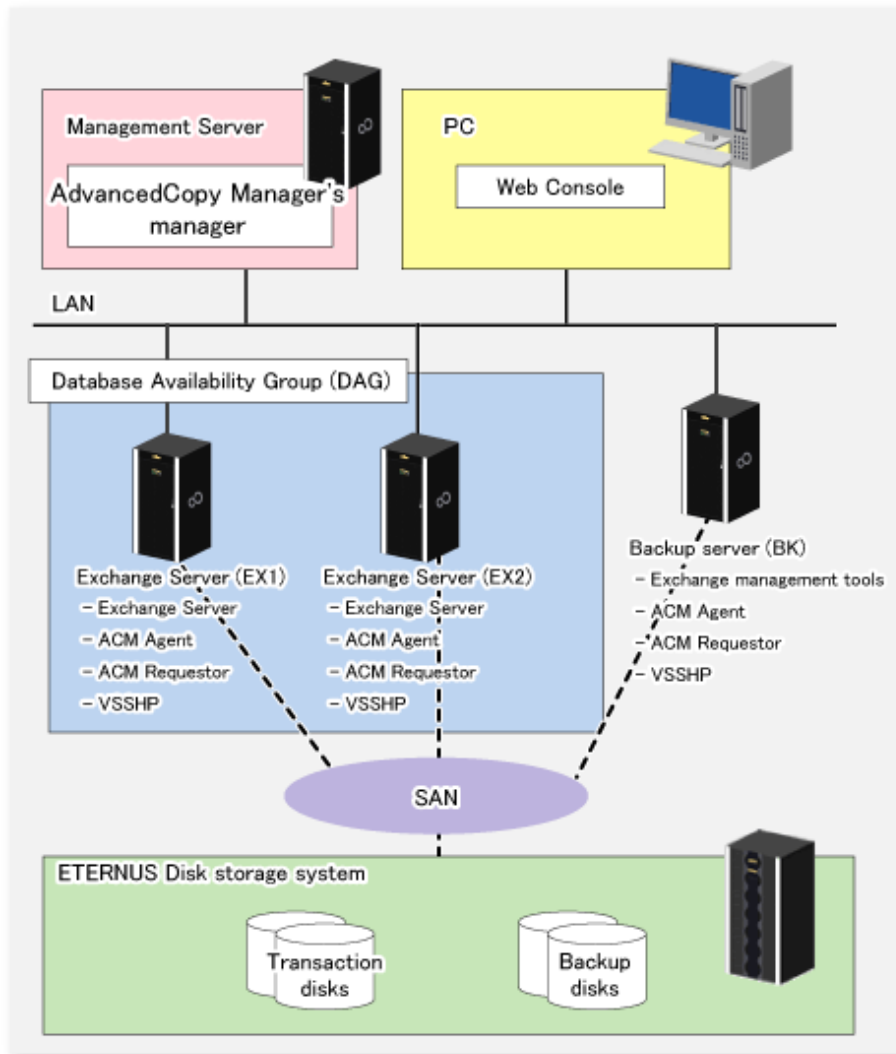 Management Server
AdvancedCopy Manager's
manager
PC
Web Console
LAN
Database Availability Group (DAG)
Exchange Server (EX1)
- Exchange Server
- ACM Agent
- ACM Requestor
- VSSHP
Exchange Server (EX2)
- Exchange Server
- ACM Agent
- ACM Requestor
- VSSHP
Backup server (BK)
- Exchange management tools
- ACM Agent
- ACM Requestor
- VSSHP
SAN
ETERNUS Disk storage system
Transaction
disks
Backup
disks